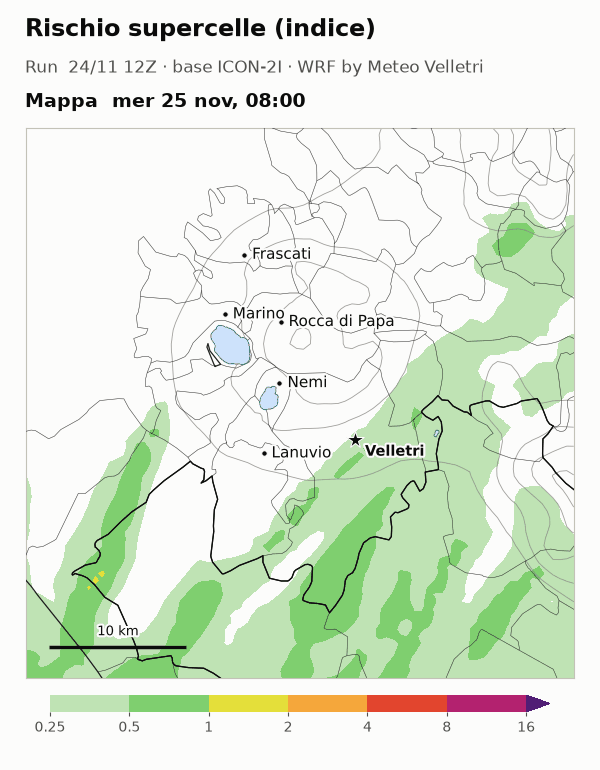 Rischio supercelle (indice)
Run  24/11 12Z · base ICON-2I · WRF by Meteo Velletri
Mappa  mer 25 nov, 08:00
Frascati
Marino
Rocca di Papa
Nemi
Velletri
Lanuvio
10 km
0.25 0.5 1 2 4 8 16